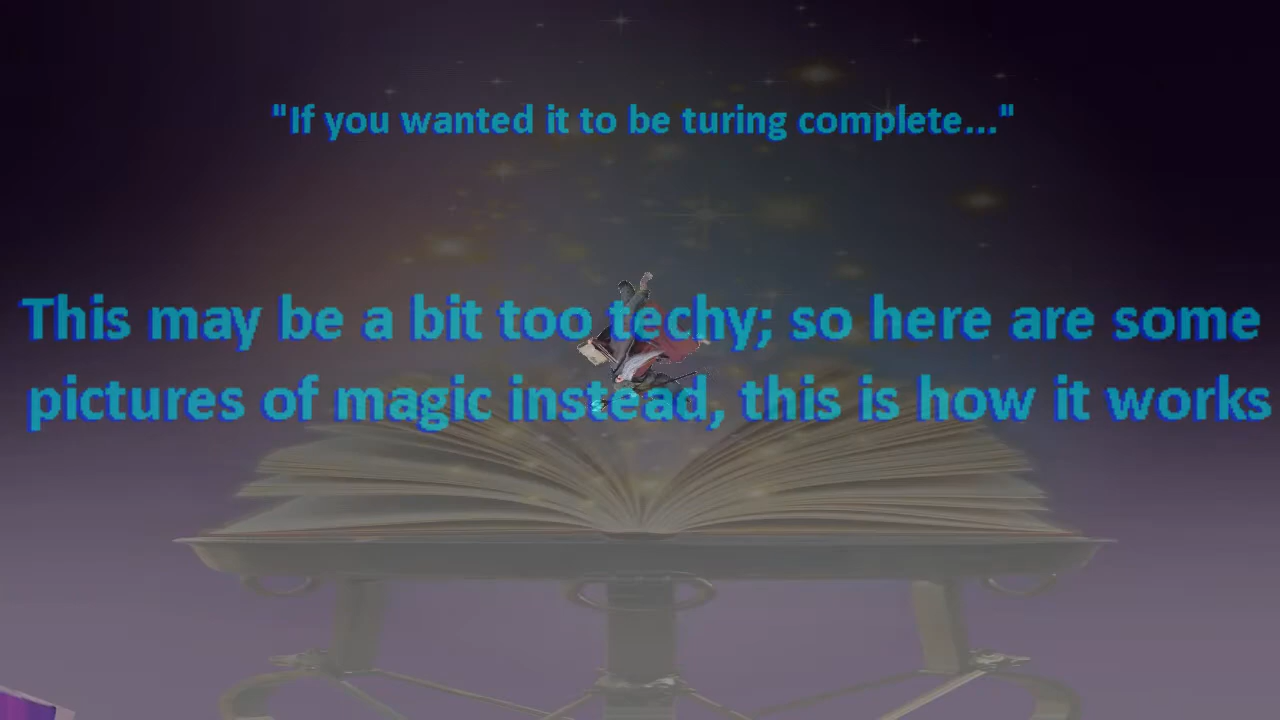 "If you wanted it to be turing complete..."
This may be a bit too techy; so here are some
pictures of magic instead, this is how it works